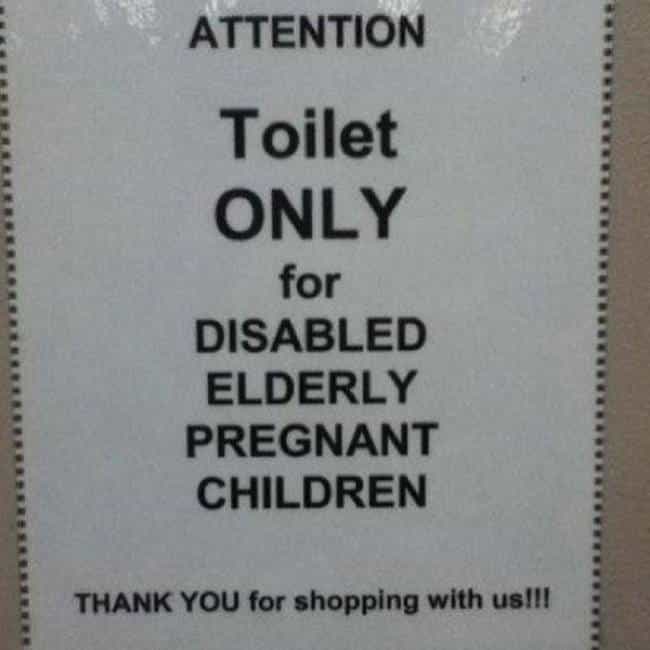 ATTENTION
Toilet
ONLY
for
DISABLED
ELDERLY
PREGNANT
CHILDREN
THANK YOU for shopping with us!!!